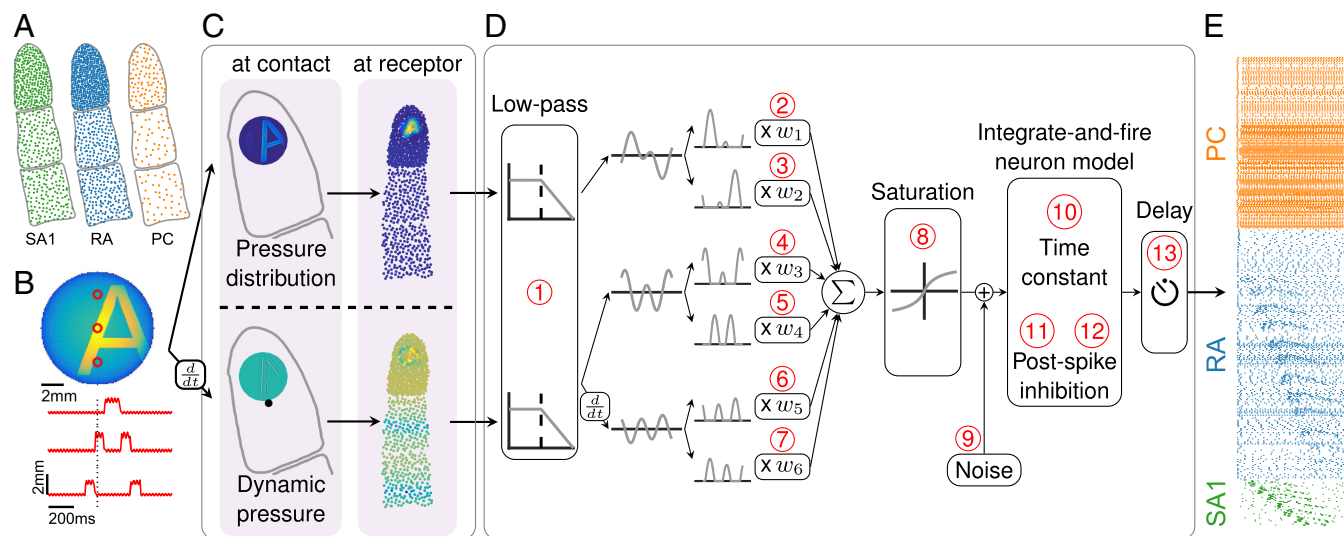 A
SA1 RA PC
B
2mm
2mm
200ms
C
at contact at receptor
Pressure
distribution
d/dt
Dynamic
pressure
D
Low-pass
1
2
x w1
3
x w2
4
x w3
5
x w4
d/dt
6
x w5
7
x w6
Σ
Saturation
8
+
9
Noise
Integrate-and-fire
neuron model
10
Time
constant
11 12
Post-spike
inhibition
Delay
13
E
PC
RA
SA1